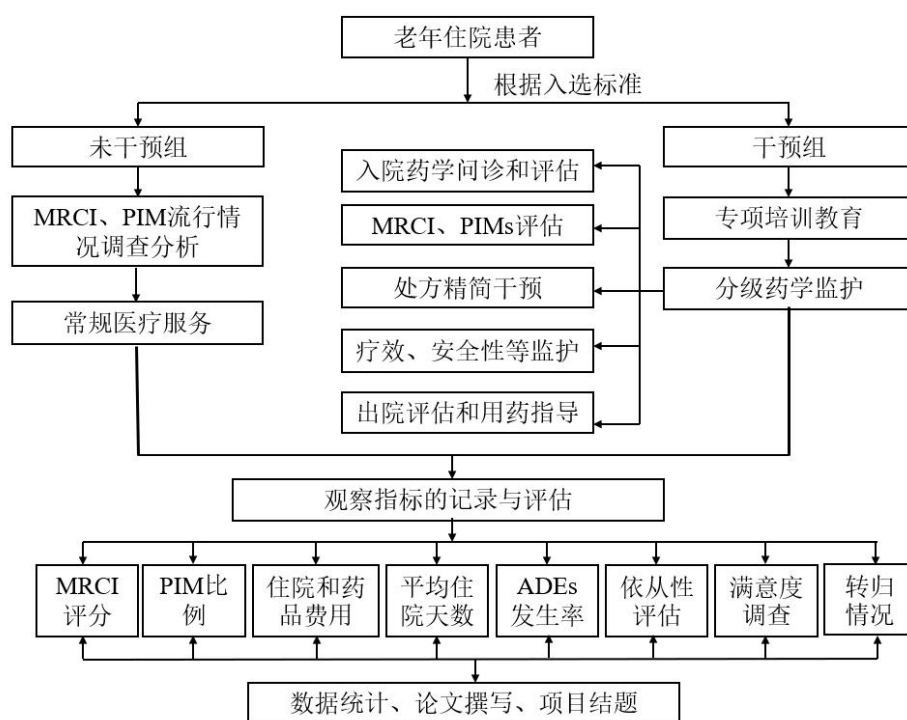 老年住院患者
根据入选标准
未干预组
干预组
入院药学问诊和评估
MRCI、PIM流行情
况调查分析
专项培训教育
MRCI、PIMs评估
处方精简干预
分级药学监护
常规医疗服务
疗效、安全性等监护
出院评估和用药指导
观察指标的记录与评估
MRCI
评分
PIM比
例
住院和药
品费用
平均住
院天数
ADEs
发生率
依从性
评估
满意度
调查
转归
情况
数据统计、论文撰写、项目结题